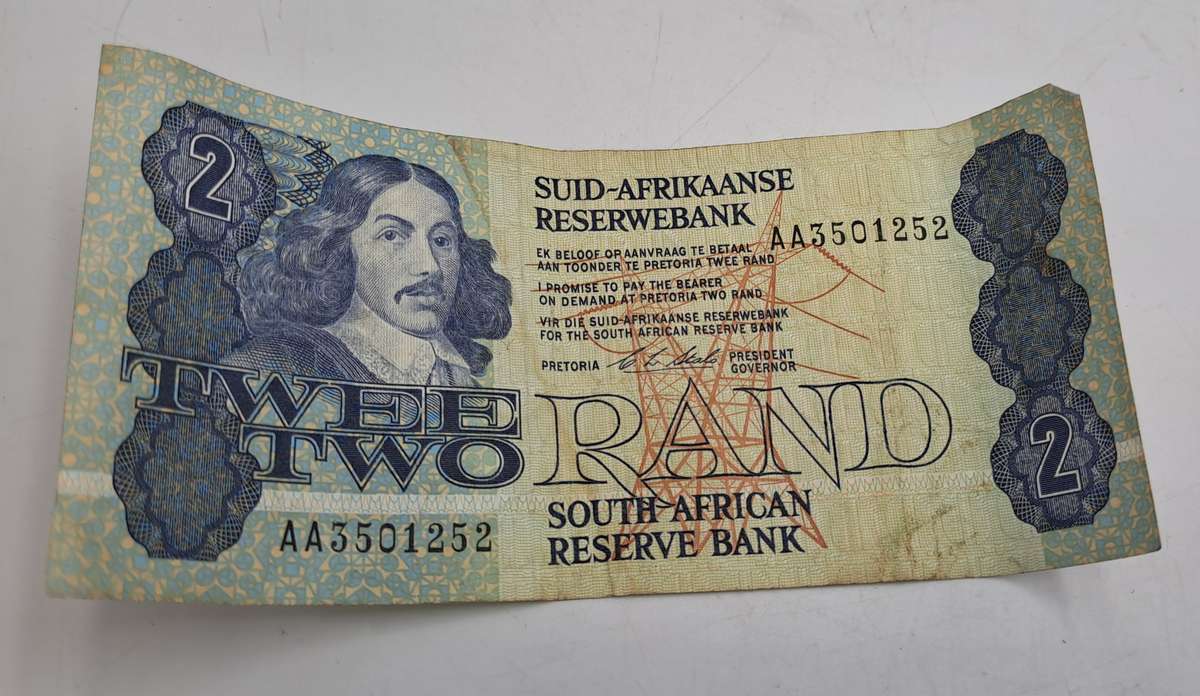 2
SUID-AFRIKAANSE
RESERWEBANK
AA3501252
EK BELOOF OP AANVRAAG TE BETAAL
AAN TOONDER TE PRETORIA TWEE RAND
I PROMISE TO PAY THE BEARER
ON DEMAND AT PRETORIA TWO RAND
VIR DIE SUID-AFRIKAANSE RESERWEBANK
FOR THE SOUTH AFRICAN RESERVE BANK
PRETORIA
PRESIDENT
GOVERNOR
TWEE
TWO
RAND
2
SOUTH-AFRICAN
RESERVE BANK
AA3501252